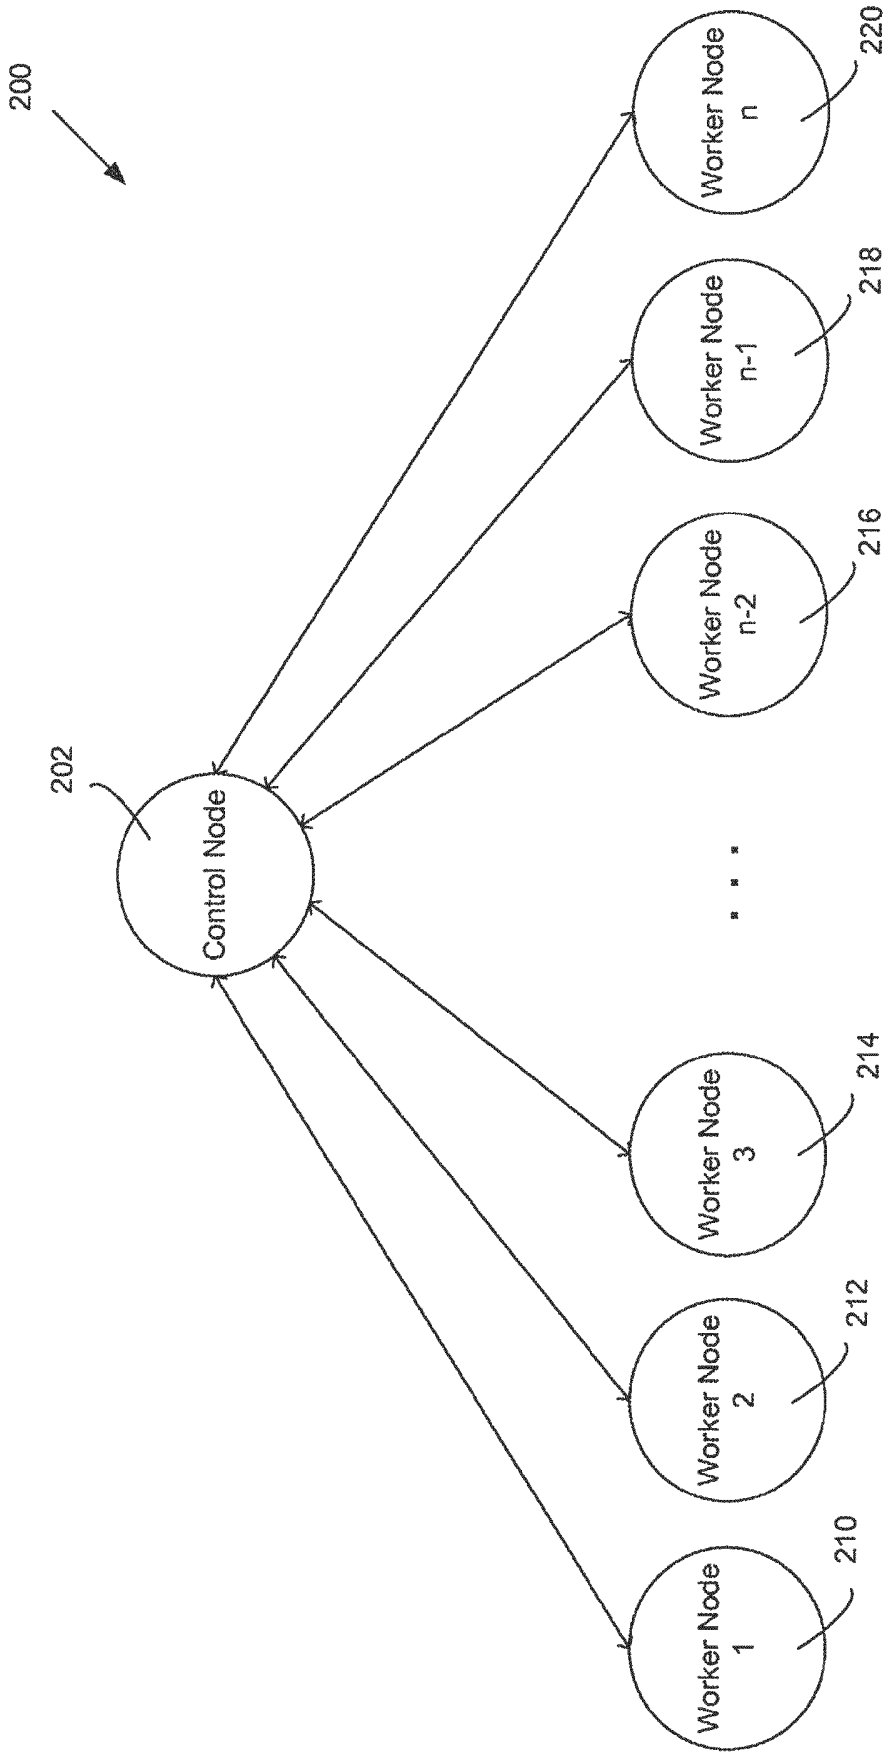 200
202
Control Node
Worker Node
1
210
Worker Node
2
212
Worker Node
3
214
. . .
Worker Node
n-2
216
Worker Node
n-1
218
Worker Node
n
220